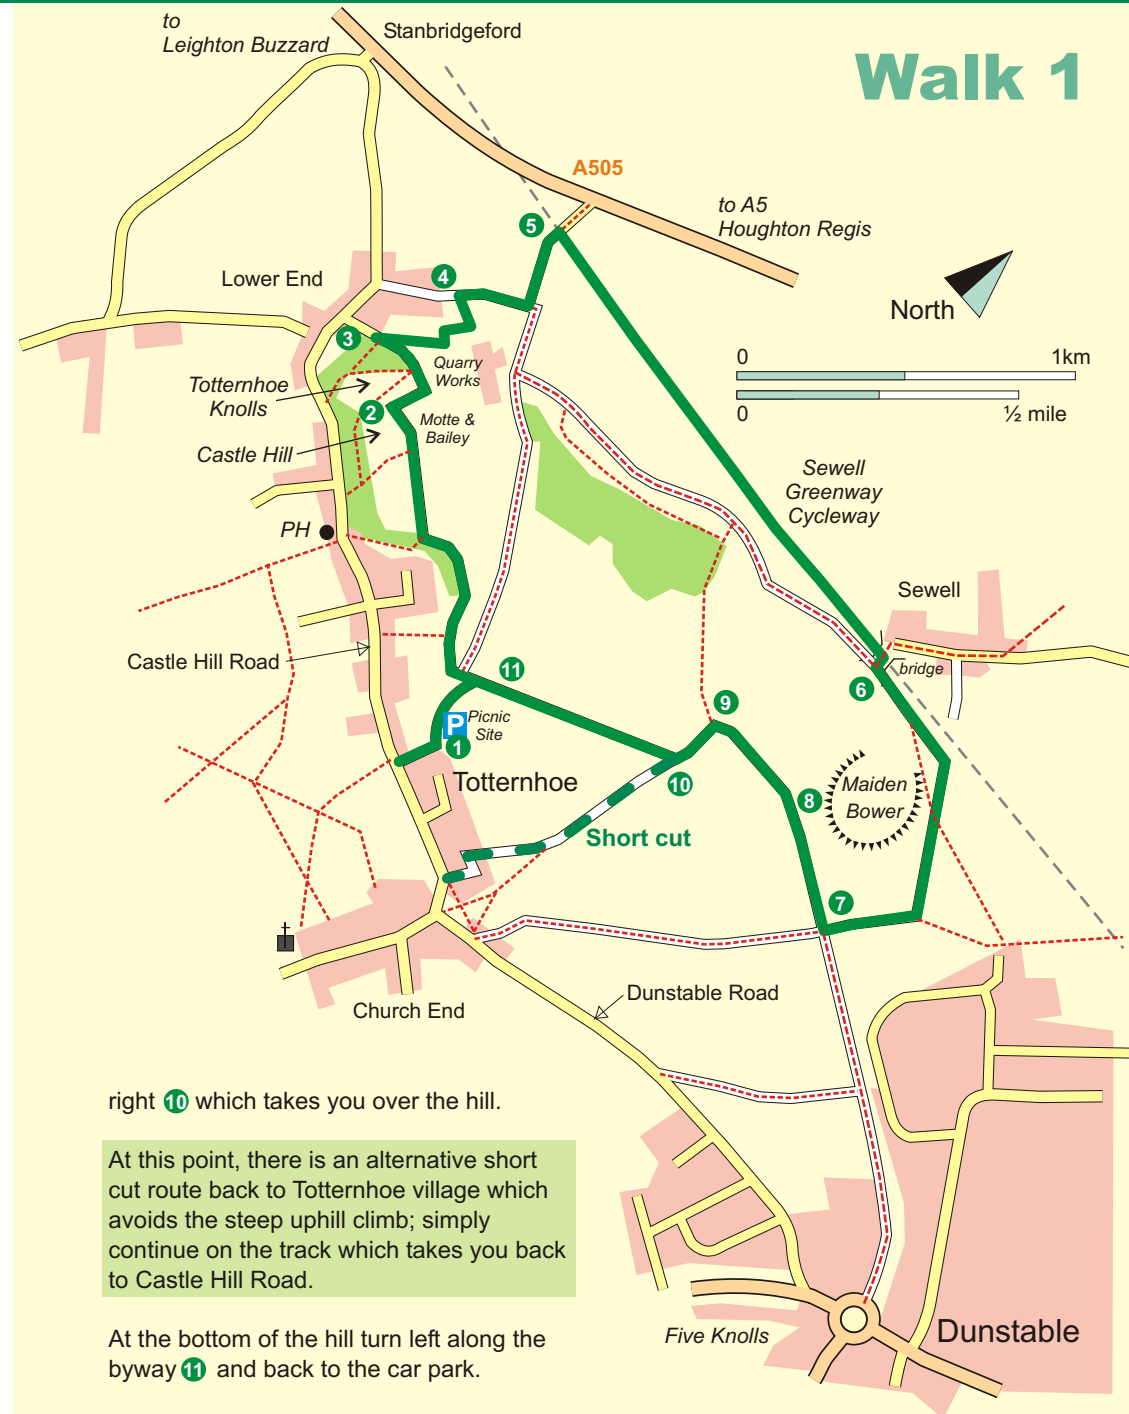 to
Leighton Buzzard
Stanbridgeford
Walk 1
A505
to A5
Houghton Regis
5
Lower End
4
North
3
Quarry
Works
Totternhoe
Knolls
2
Motte &
Bailey
Castle Hill
0
1km
0
½ mile
Sewell
Greenway
Cycleway
PH
Sewell
Castle Hill Road
11
bridge
6
9
P
Picnic
Site
1
Totternhoe
10
8
Maiden
Bower
Short cut
7
Dunstable Road
Church End
right 10 which takes you over the hill.
At this point, there is an alternative short
cut route back to Totternhoe village which
avoids the steep uphill climb; simply
continue on the track which takes you back
to Castle Hill Road.
At the bottom of the hill turn left along the
byway 11 and back to the car park.
Five Knolls
Dunstable